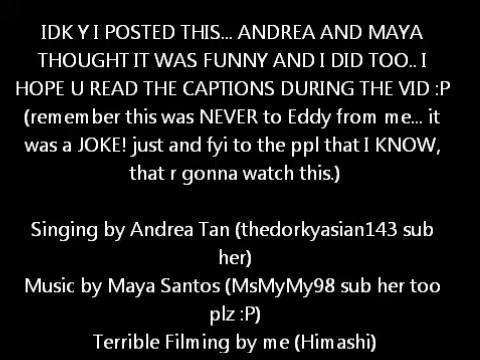 IDK Y I POSTED THIS... ANDREA AND MAYA
THOUGHT IT WAS FUNNY AND I DID TOO.. I
HOPE U READ THE CAPTIONS DURING THE VID :P
(remember this was NEVER to Eddy from me... it
was a JOKE! just and fyi to the ppl that I KNOW,
that r gonna watch this.)
Singing by Andrea Tan (thedorkyasian143 sub
her)
Music by Maya Santos (MsMyMy98 sub her too
plz :P)
Terrible Filming by me (Himashi)